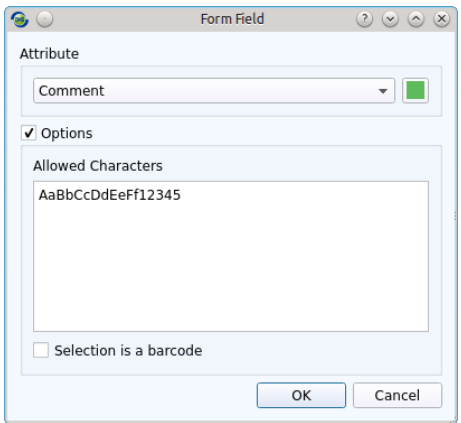 Form Field
Attribute
Comment
Options
Allowed Characters
AaBbCcDdEeFf12345
Selection is a barcode
OK Cancel